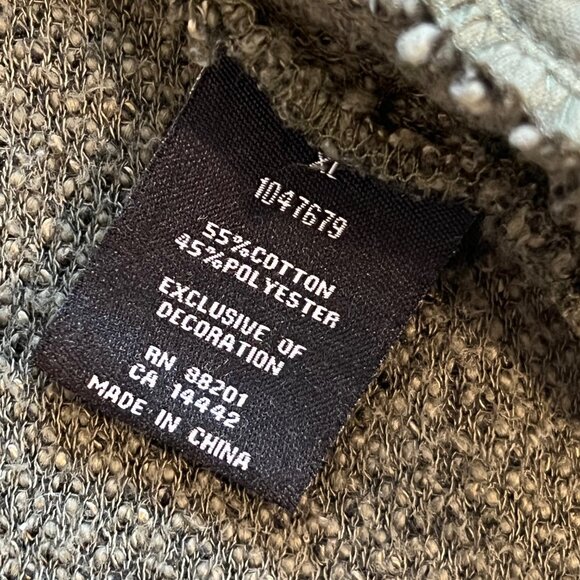 XL
1047679
55%COTTON
45%POLYESTER
EXCLUSIVE OF
DECORATION
RN 88201
CA 14442
MADE IN CHINA